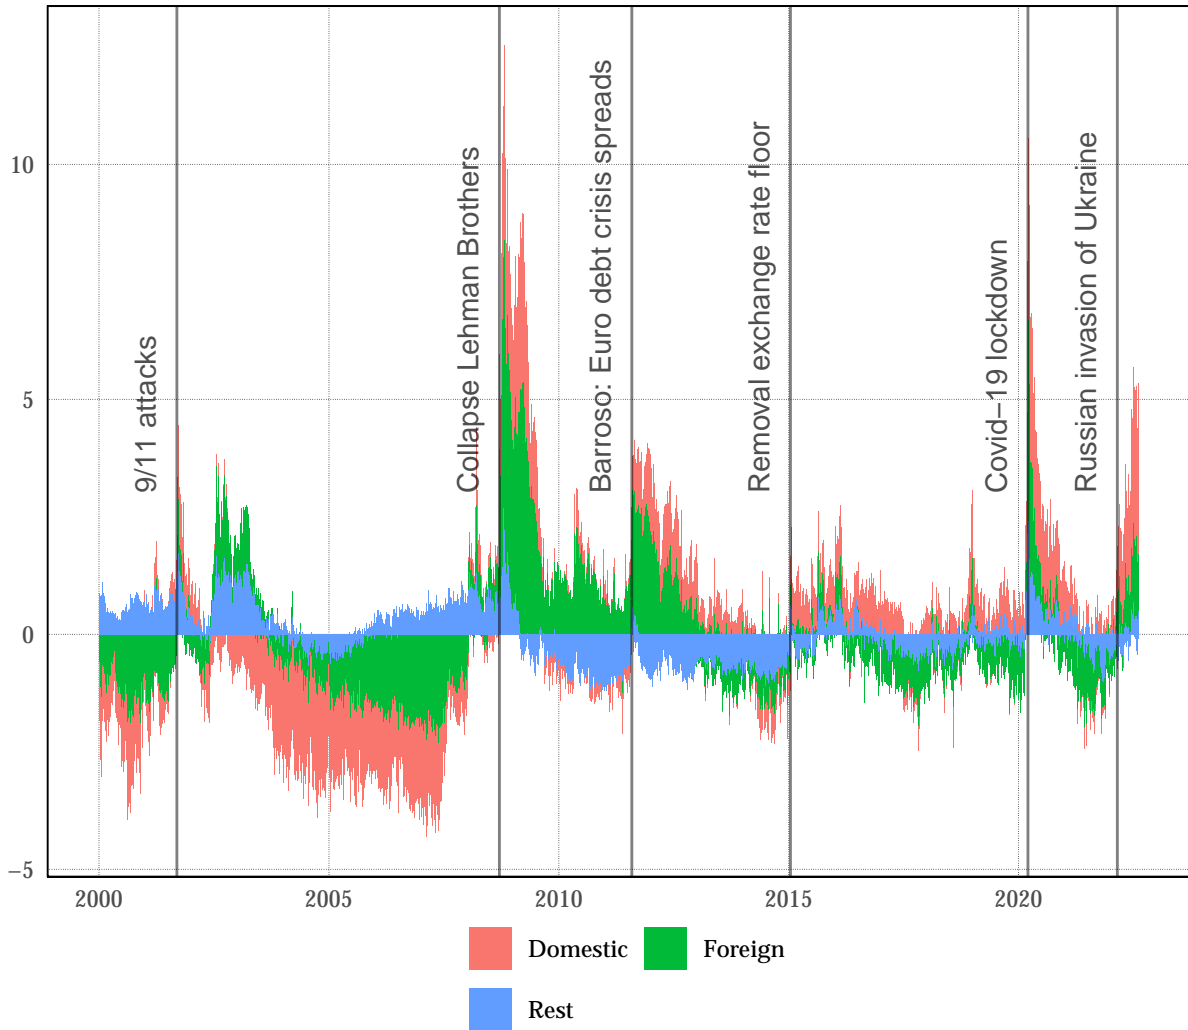 10
5
0
−5
9/11 attacks
Collapse Lehman Brothers
Barroso: Euro debt crisis spreads
Removal exchange rate floor
Covid−19 lockdown
Russian invasion of Ukraine
2000 2005 2010 2015 2020
Domestic Foreign
Rest